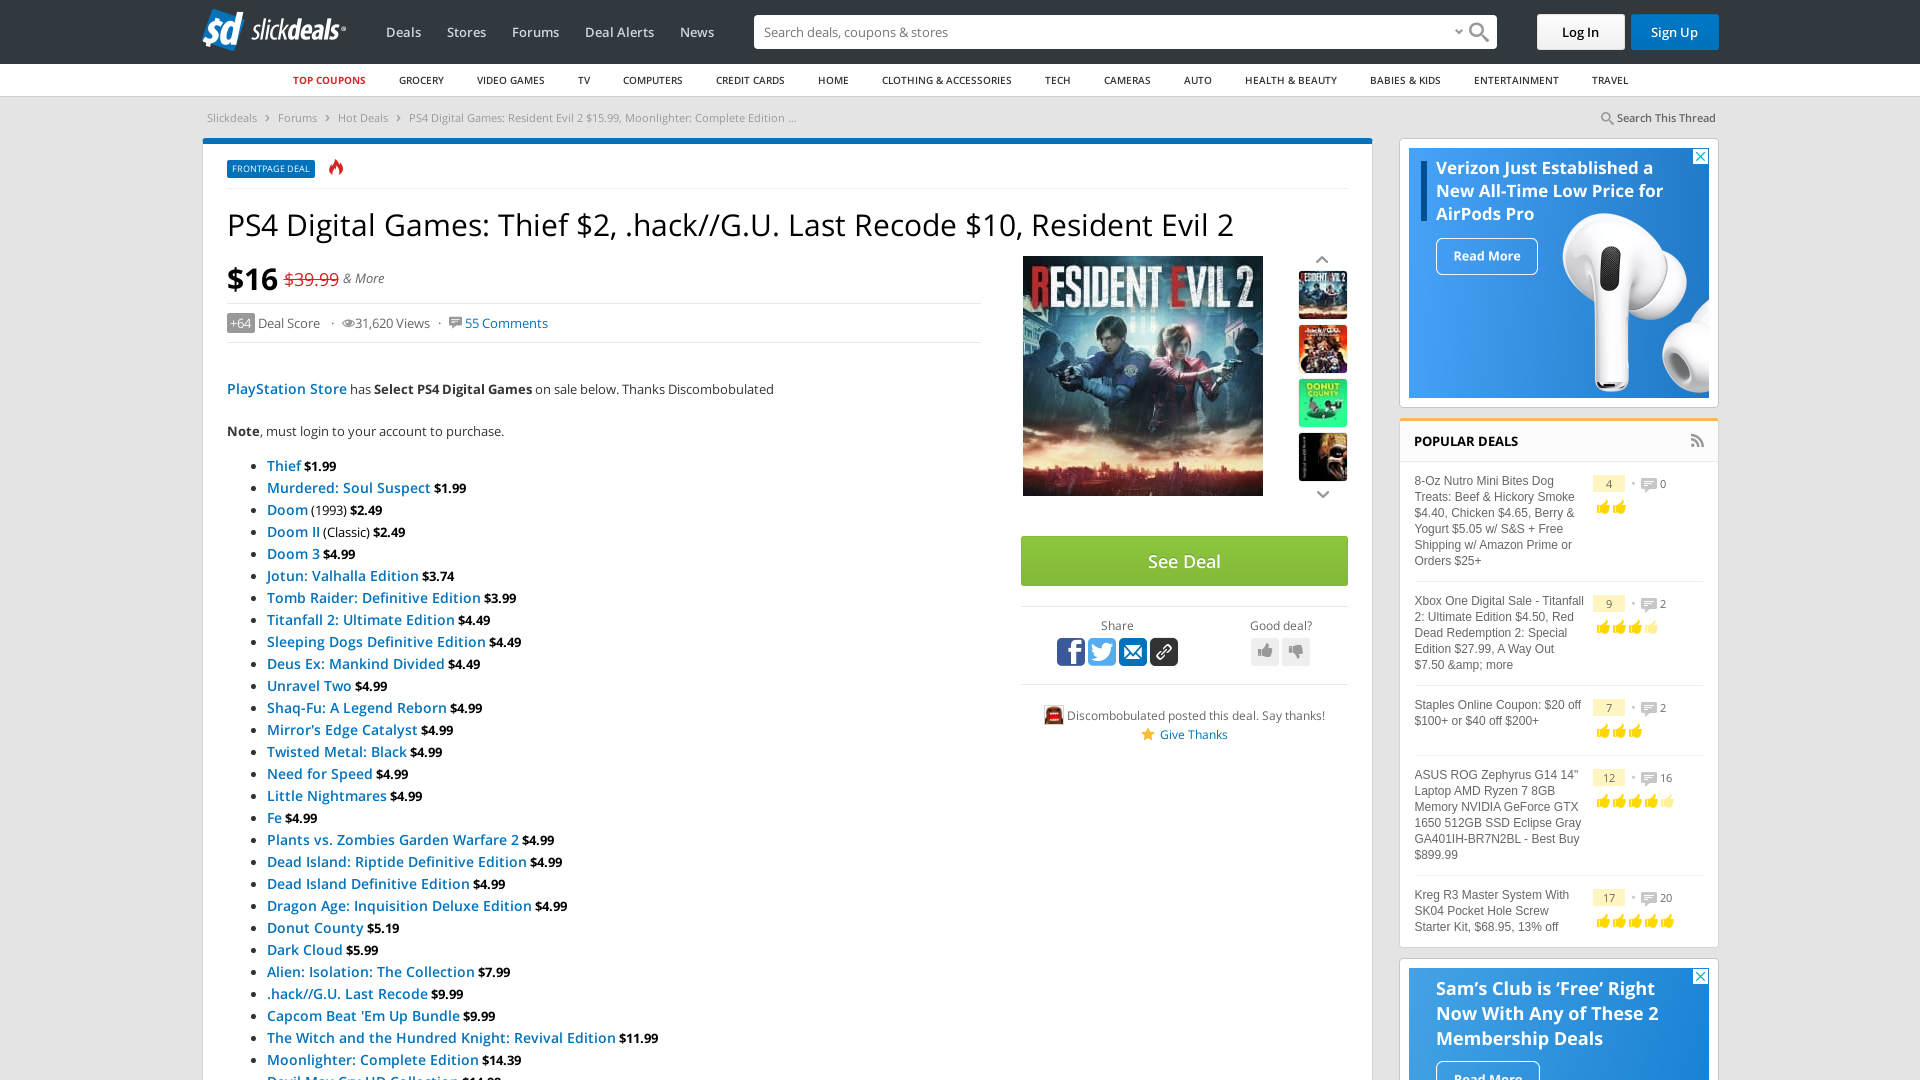 sd slickdeals
Deals
Stores
Forums
Deal Alerts
News
Search deals, coupons & stores
Log In
Sign Up
TOP COUPONS
GROCERY
VIDEO GAMES
TV
COMPUTERS
CREDIT CARDS
HOME
CLOTHING & ACCESSORIES
TECH
CAMERAS
AUTO
HEALTH & BEAUTY
BABIES & KIDS
ENTERTAINMENT
TRAVEL
Slickdeals › Forums › Hot Deals › PS4 Digital Games: Resident Evil 2 $15.99, Moonlighter: Complete Edition ...
Search This Thread
FRONTPAGE DEAL
PS4 Digital Games: Thief $2, .hack//G.U. Last Recode $10, Resident Evil 2
$16 $39.99 & More
+64 Deal Score · 31,620 Views · 55 Comments
PlayStation Store has Select PS4 Digital Games on sale below. Thanks Discombobulated
Note, must login to your account to purchase.
Thief $1.99
Murdered: Soul Suspect $1.99
Doom (1993) $2.49
Doom II (Classic) $2.49
Doom 3 $4.99
Jotun: Valhalla Edition $3.74
Tomb Raider: Definitive Edition $3.99
Titanfall 2: Ultimate Edition $4.49
Sleeping Dogs Definitive Edition $4.49
Deus Ex: Mankind Divided $4.49
Unravel Two $4.99
Shaq-Fu: A Legend Reborn $4.99
Mirror's Edge Catalyst $4.99
Twisted Metal: Black $4.99
Need for Speed $4.99
Little Nightmares $4.99
Fe $4.99
Plants vs. Zombies Garden Warfare 2 $4.99
Dead Island: Riptide Definitive Edition $4.99
Dead Island Definitive Edition $4.99
Dragon Age: Inquisition Deluxe Edition $4.99
Donut County $5.19
Dark Cloud $5.99
Alien: Isolation: The Collection $7.99
.hack//G.U. Last Recode $9.99
Capcom Beat 'Em Up Bundle $9.99
The Witch and the Hundred Knight: Revival Edition $11.99
Moonlighter: Complete Edition $14.39
RESIDENT EVIL 2
RESIDENT EVIL 2
.hack//G.U.
DONUT
COUNTY
See Deal
Share
Good deal?
Discombobulated posted this deal. Say thanks!
Give Thanks
Verizon Just Established a
New All-Time Low Price for
AirPods Pro
Read More
POPULAR DEALS
8-Oz Nutro Mini Bites Dog
Treats: Beef & Hickory Smoke
$4.40, Chicken $4.65, Berry &
Yogurt $5.05 w/ S&S + Free
Shipping w/ Amazon Prime or
Orders $25+
4 • 0
Xbox One Digital Sale - Titanfall
2: Ultimate Edition $4.50, Red
Dead Redemption 2: Special
Edition $27.99, A Way Out
$7.50 &amp; more
9 • 2
Staples Online Coupon: $20 off
$100+ or $40 off $200+
7 • 2
ASUS ROG Zephyrus G14 14"
Laptop AMD Ryzen 7 8GB
Memory NVIDIA GeForce GTX
1650 512GB SSD Eclipse Gray
GA401IH-BR7N2BL - Best Buy
$899.99
12 • 16
Kreg R3 Master System With
SK04 Pocket Hole Screw
Starter Kit, $68.95, 13% off
17 • 20
Sam's Club is ‘Free’ Right
Now With Any of These 2
Membership Deals
Read More